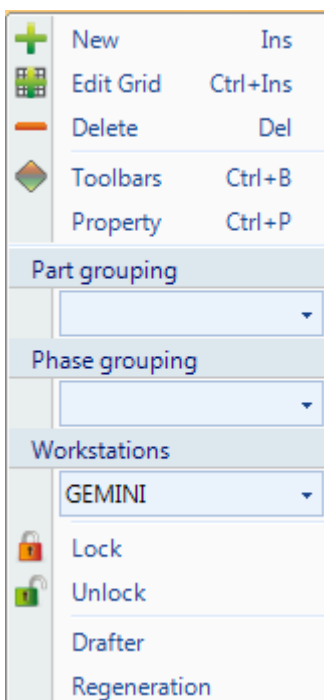 New Ins
Edit Grid Ctrl+Ins
Delete Del
Toolbars Ctrl+B
Property Ctrl+P
Part grouping
Phase grouping
Workstations
GEMINI
Lock
Unlock
Drafter
Regeneration